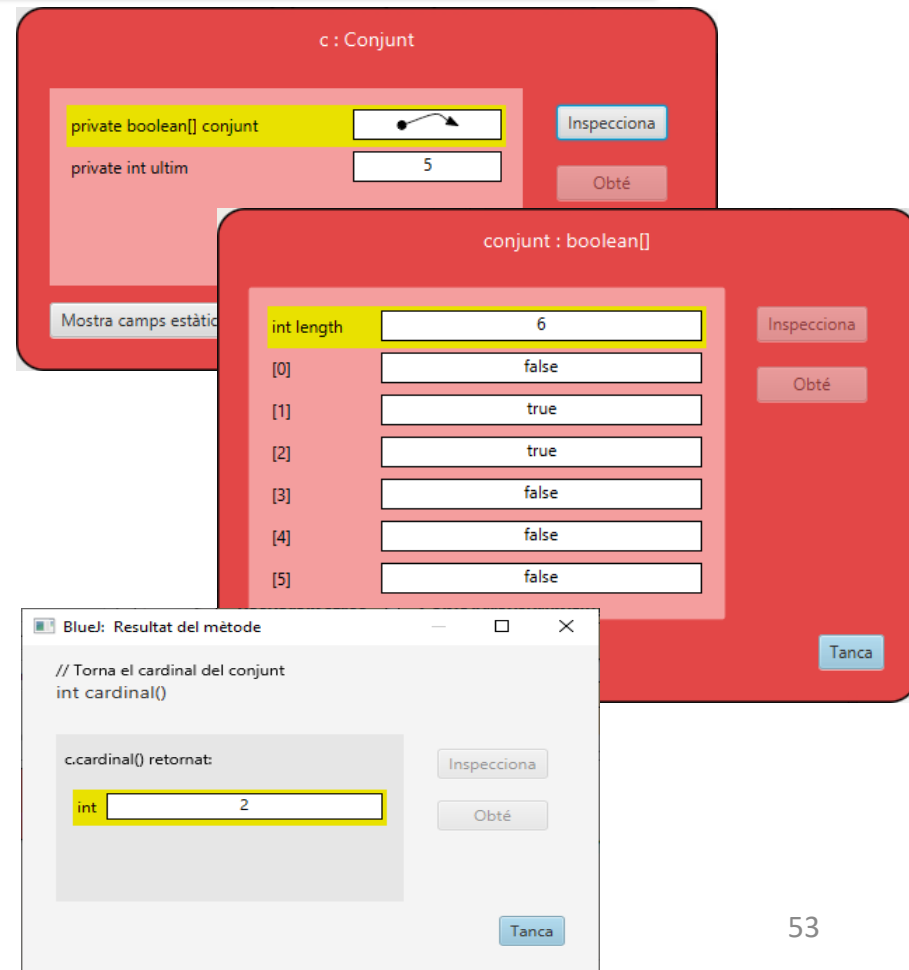 c : Conjunt
private boolean[] conjunt
Inspecciona
private int ultim 5
Obté
Mostra camps estàtic
conjunt : boolean[]
int length 6
Inspecciona
[0] false
Obté
[1] true
[2] true
[3] false
[4] false
[5] false
Tanca
BlueJ: Resultat del mètode
// Torna el cardinal del conjunt
int cardinal()
c.cardinal() retornat:
Inspecciona
int 2
Obté
Tanca
53